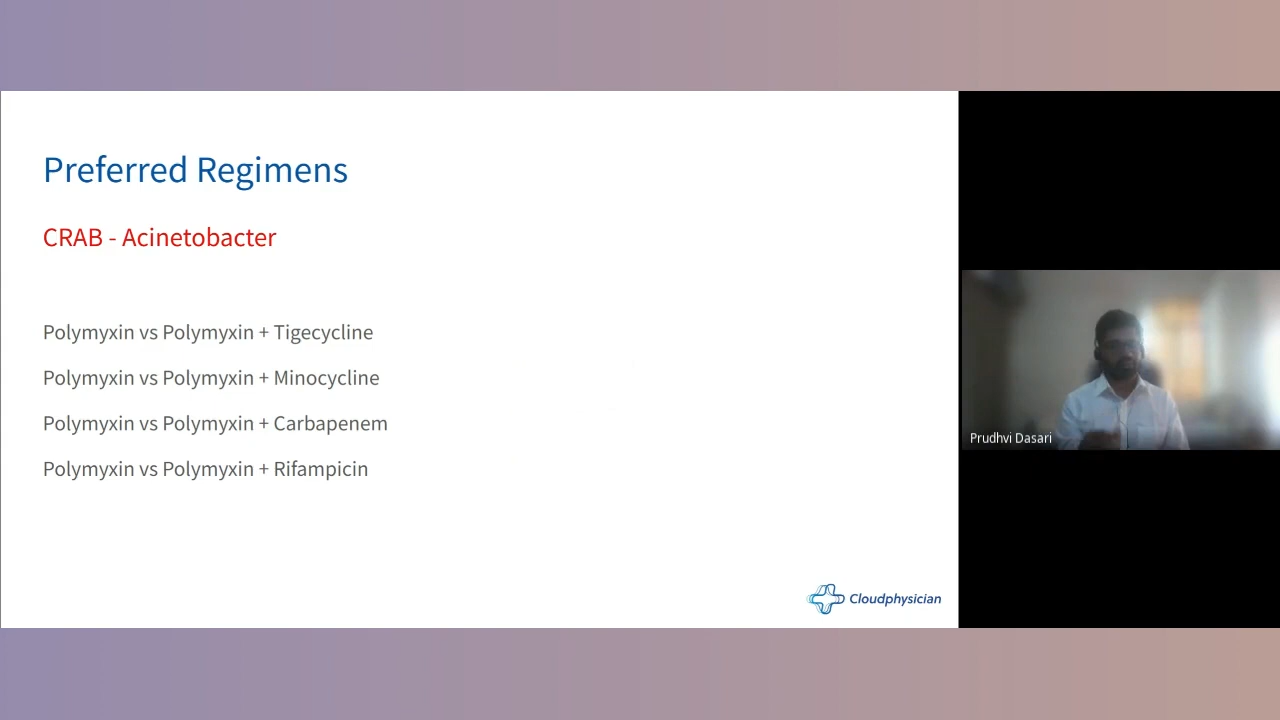 Preferred Regimens
CRAB - Acinetobacter
Polymyxin vs Polymyxin + Tigecycline
Polymyxin vs Polymyxin + Minocycline
Polymyxin vs Polymyxin + Carbapenem
Polymyxin vs Polymyxin + Rifampicin
Cloudphysician
Prudhvi Dasari